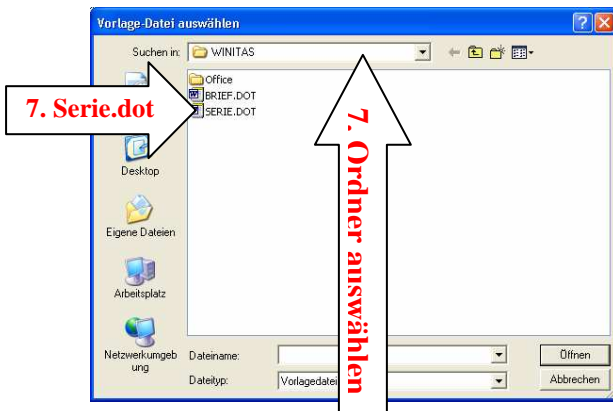 Vorlage-Datei auswählen
Suchen in: WINITAS
Office
BRIEF.DOT
SERIE.DOT
7. Serie.dot
7. Ordner auswählen
Desktop
Eigene Dateien
Arbeitsplatz
Netzwerkumgeb
ung
Dateiname:
Öffnen
Dateityp: Vorlagedatei
Abbrechen